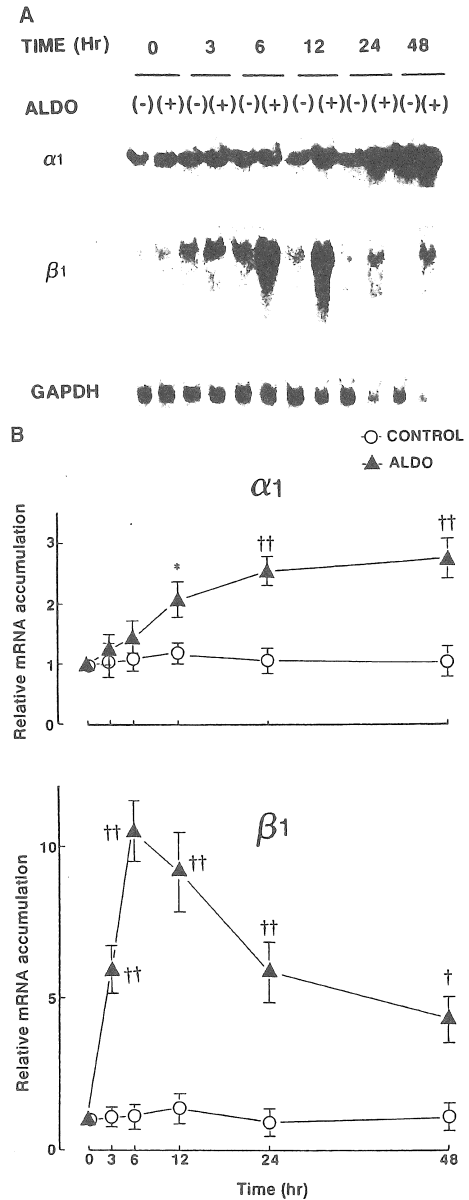 A
TIME (Hr) 0 3 6 12 24 48
ALDO (-) (+) (-) (+) (-) (+) (-) (+) (-) (+) (-) (+)
α1
β1
GAPDH
B
CONTROL
ALDO
α1
Relative mRNA accumulation
3
2
1
0
*
††
††
β1
Relative mRNA accumulation
10
5
0
††
††
††
††
†
0 3 6 12 24 48
Time (hr)